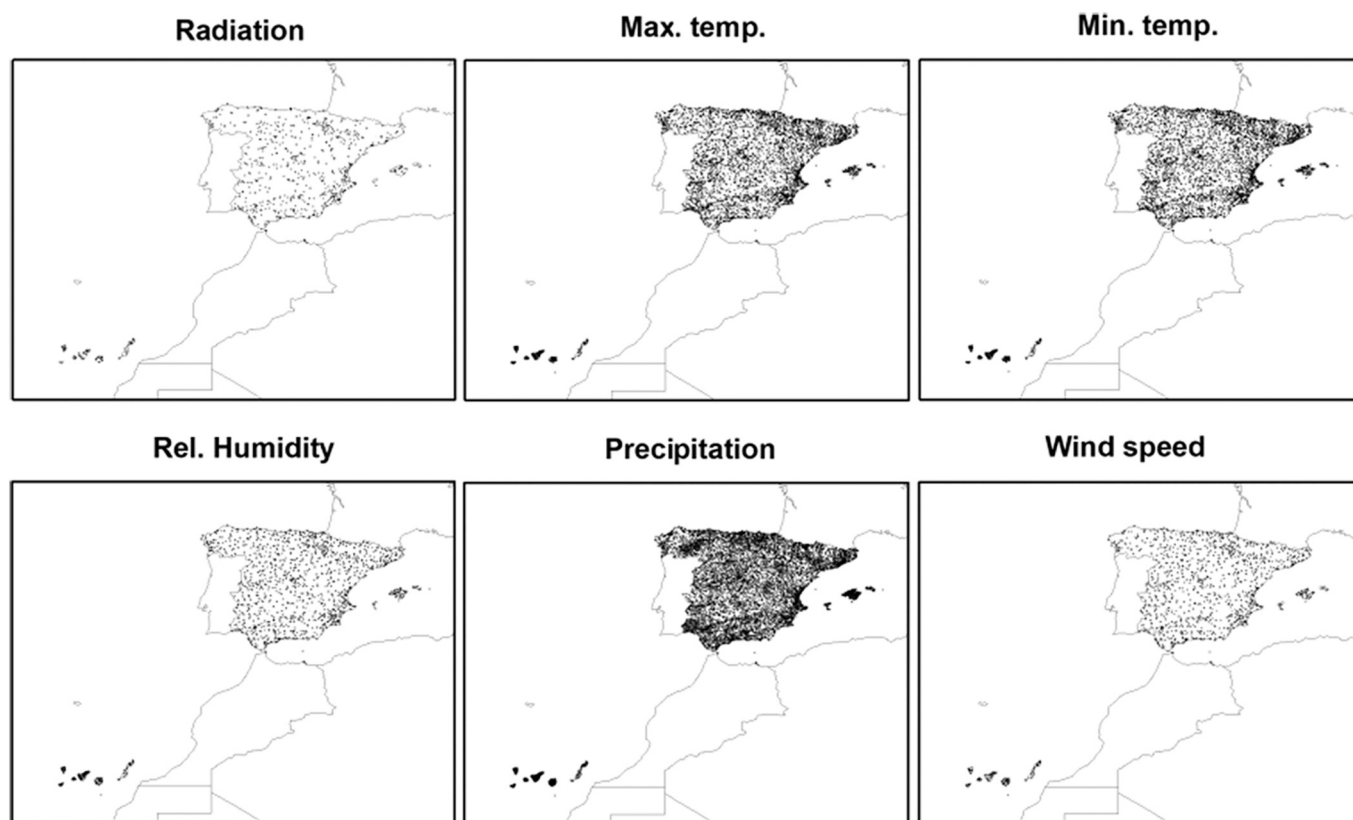 Radiation
Max. temp.
Min. temp.
Rel. Humidity
Precipitation
Wind speed